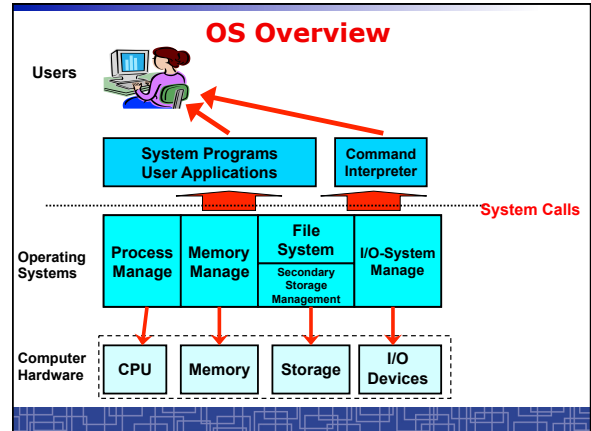 OS Overview
Users
System Programs
User Applications
Command
Interpreter
System Calls
Operating
Systems
Process
Manage
Memory
Manage
File
System
Secondary
Storage
Management
I/O-System
Manage
Computer
Hardware
CPU
Memory
Storage
I/O
Devices